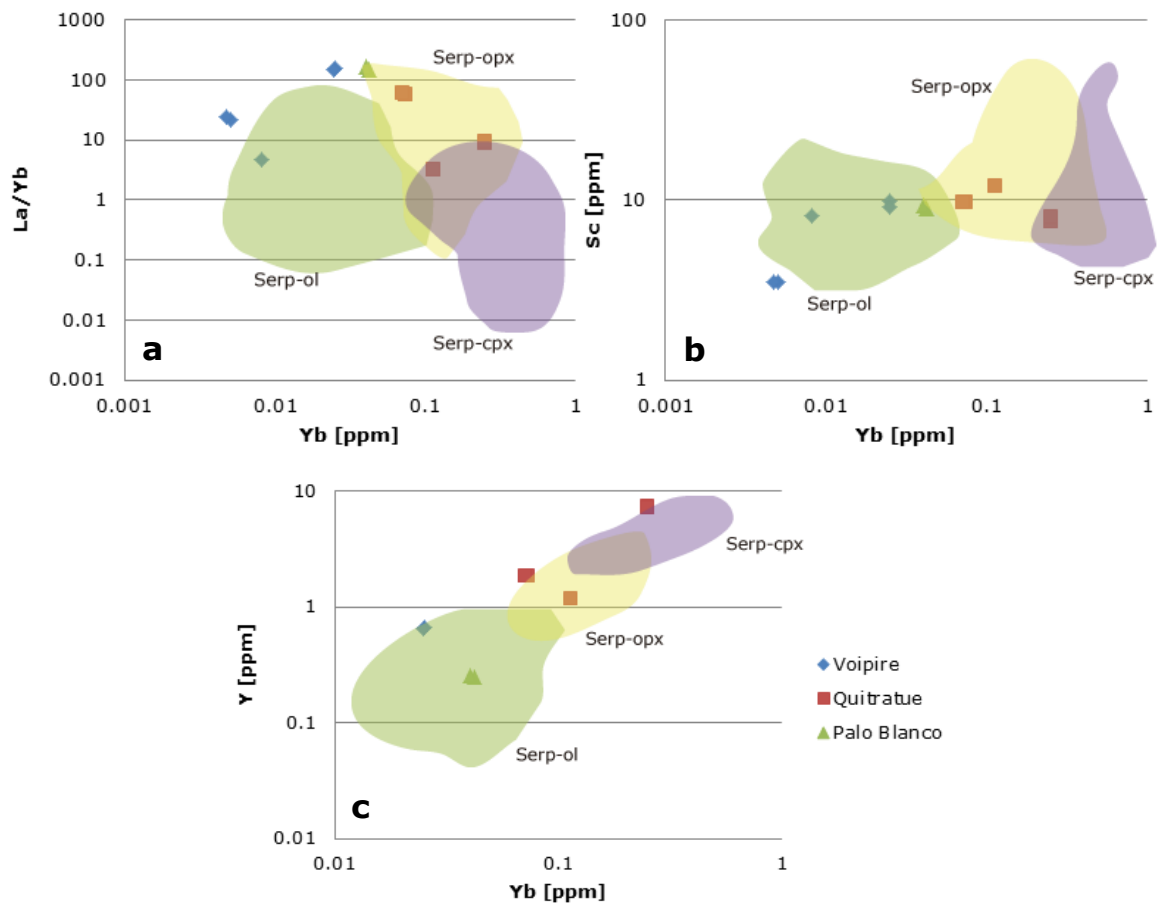 1000
100
10
1
0.1
0.01
0.001
La/Yb
Serp-opx
Serp-ol
Serp-cpx
a
0.001
0.01
0.1
1
Yb [ppm]
100
10
1
Sc [ppm]
Serp-opx
Serp-ol
Serp-cpx
b
0.001
0.01
0.1
1
Yb [ppm]
10
1
0.1
0.01
Y [ppm]
Serp-cpx
Serp-opx
Serp-ol
c
0.01
0.1
1
Yb [ppm]
Voipire
Quitratue
Palo Blanco